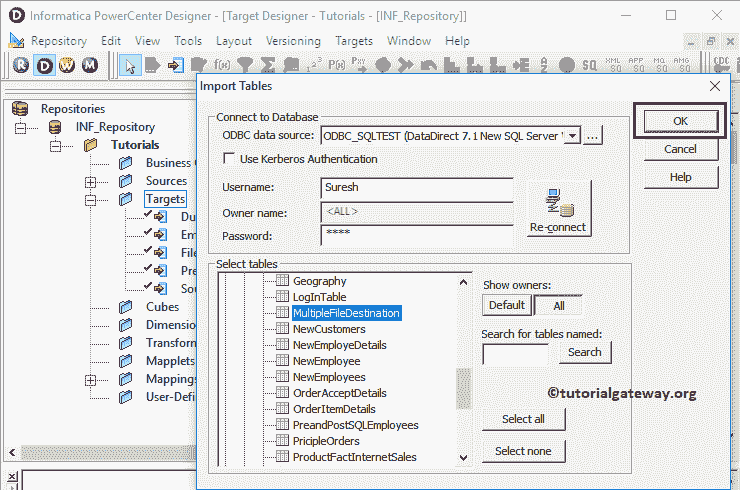 Informatica PowerCenter Designer - [Target Designer - Tutorials - [INF_Repository]]
Repository Edit View Tools Layout Versioning Targets Window Help
R D W M
Repositories
INF_Repository
Tutorials
Business
Sources
Targets
Du
Em
File
Pre
Sou
Cubes
Dimension
Transform
Mapplets
Mappings
User-Defi
Import Tables
Connect to Database
ODBC data source: ODBC_SQLTEST (DataDirect 7.1 New SQL Server ...
Use Kerberos Authentication
Username: Suresh
Owner name: <ALL>
Password: ****
Re-connect
OK
Cancel
Help
Select tables
Geography
LogInTable
MultipleFileDestination
NewCustomers
NewEmployeDetails
NewEmployee
NewEmployees
OrderAcceptDetails
OrderItemDetails
PreandPostSQLEmployees
PricipleOrders
ProductFactInternetSales
Show owners:
Default All
Search for tables named:
Search
©tutorialgateway.org
Select all
Select none